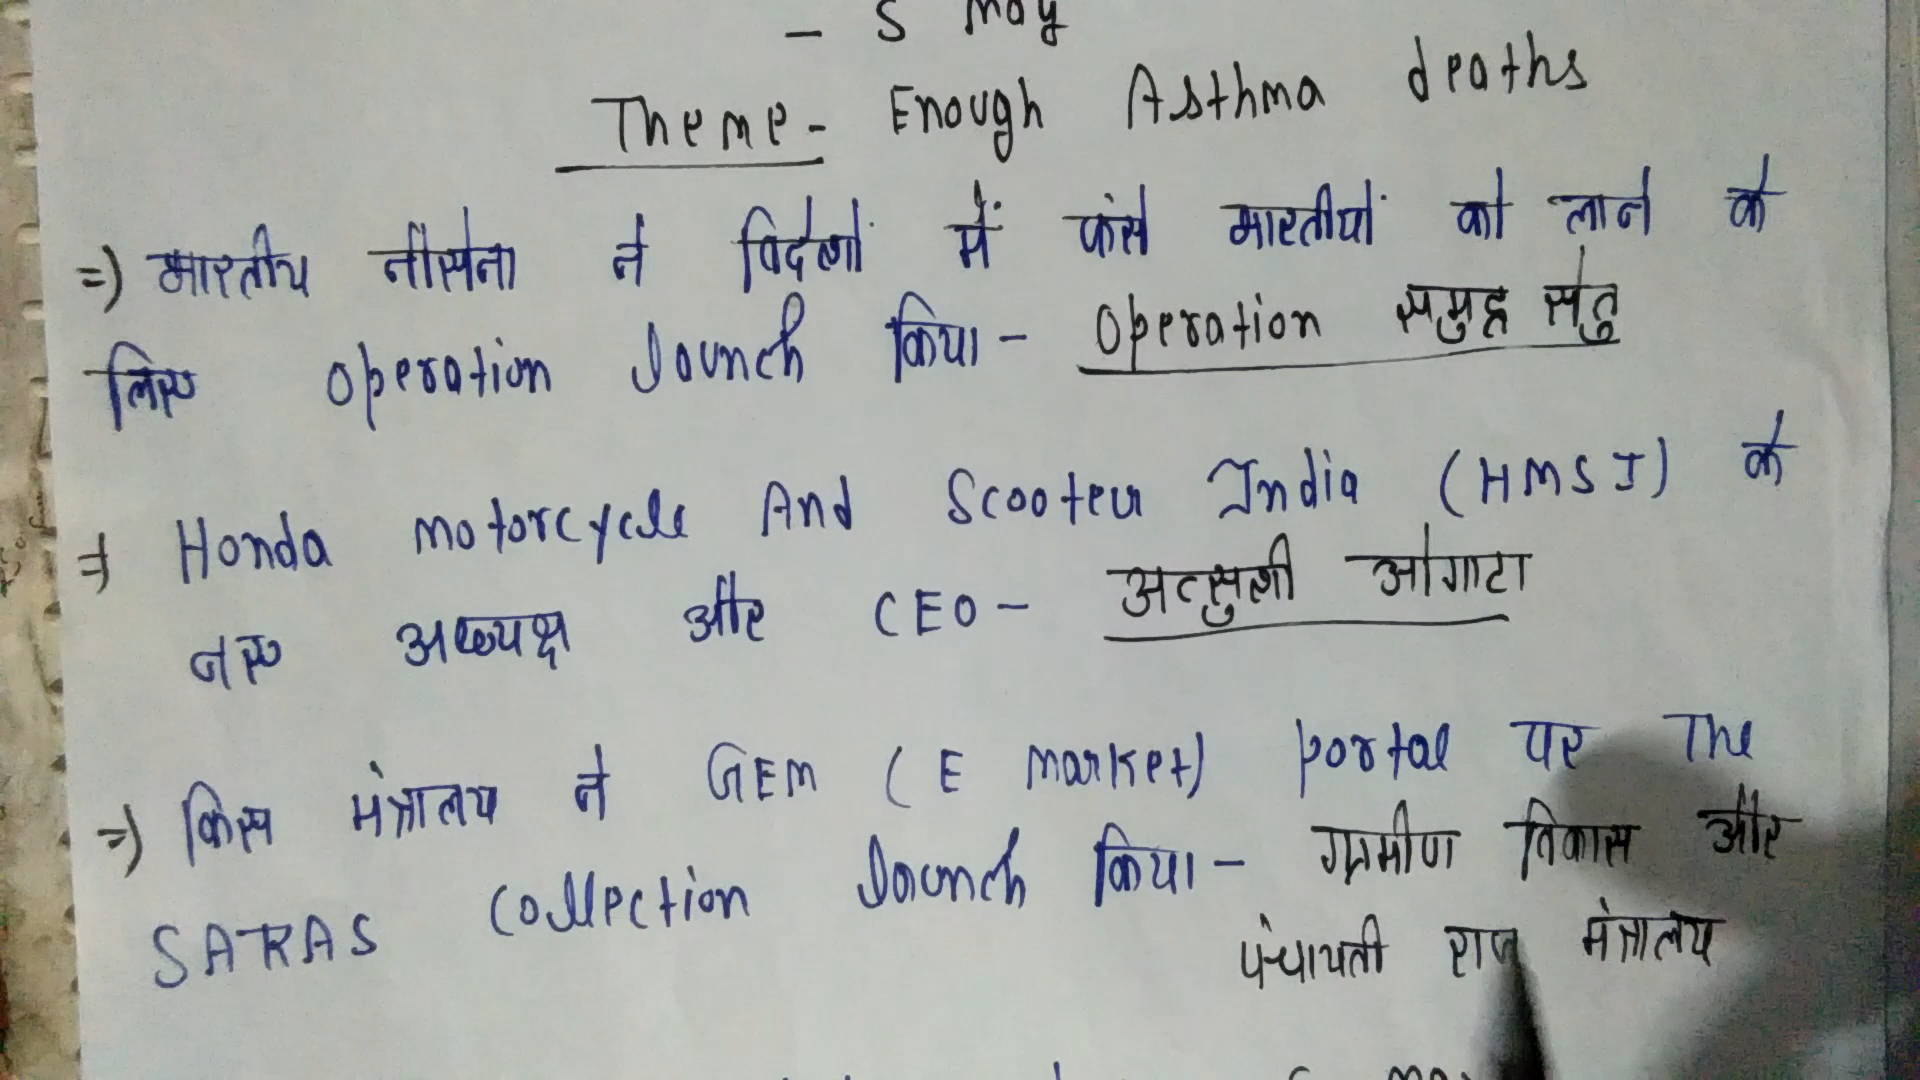 - 5 May
Theme - Enough Asthma deaths
=) भारतीय नौसेना ने विदेशों में फंसे भारतीयों को लाने के
लिए operation launch किया - Operation समुद्र सेतु
=) Honda motorcycle And Scooter India (HMSI) के
नए अध्यक्ष और CEO - अत्सुशी ओगाटा
=) किस मंत्रालय ने GEM (E market) portal पर The
SARAS Collection launch किया - ग्रामीण विकास और
पंचायती राज मंत्रालय